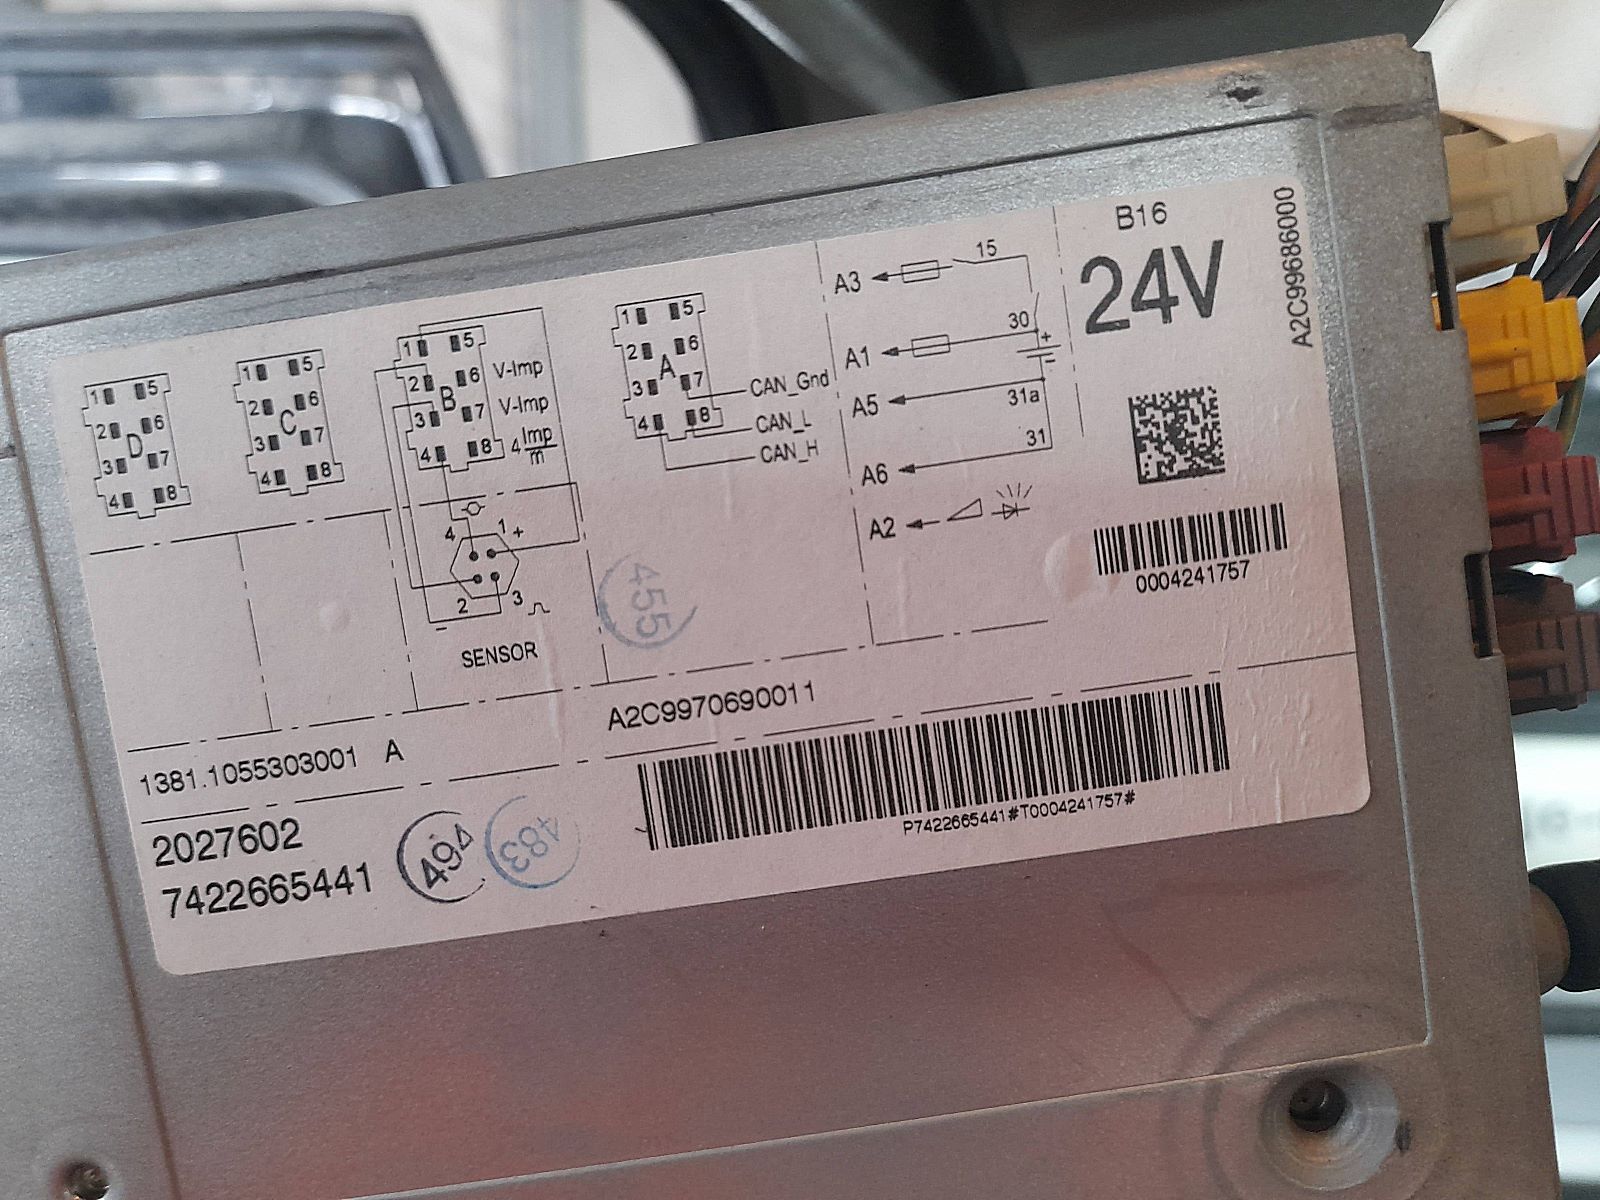 B16
24V
A2C99686000
1 5
2 6
3 7
4 8
D
1 5
2 6
3 7
4 8
C
1 5
2 6
3 7
4 8
B
V-Imp
V-Imp
4 Imp
m
1 5
2 6
3 7
4 8
A
CAN_Gnd
CAN_L
CAN_H
A3 15
A1 30
+
-
A5 31a
A6 31
A2
4 1 +
2 3
-
SENSOR
455
0004241757
1381.1055303001 A
A2C9970690011
2027602
7422665441
494
483
P7422665441#T0004241757#